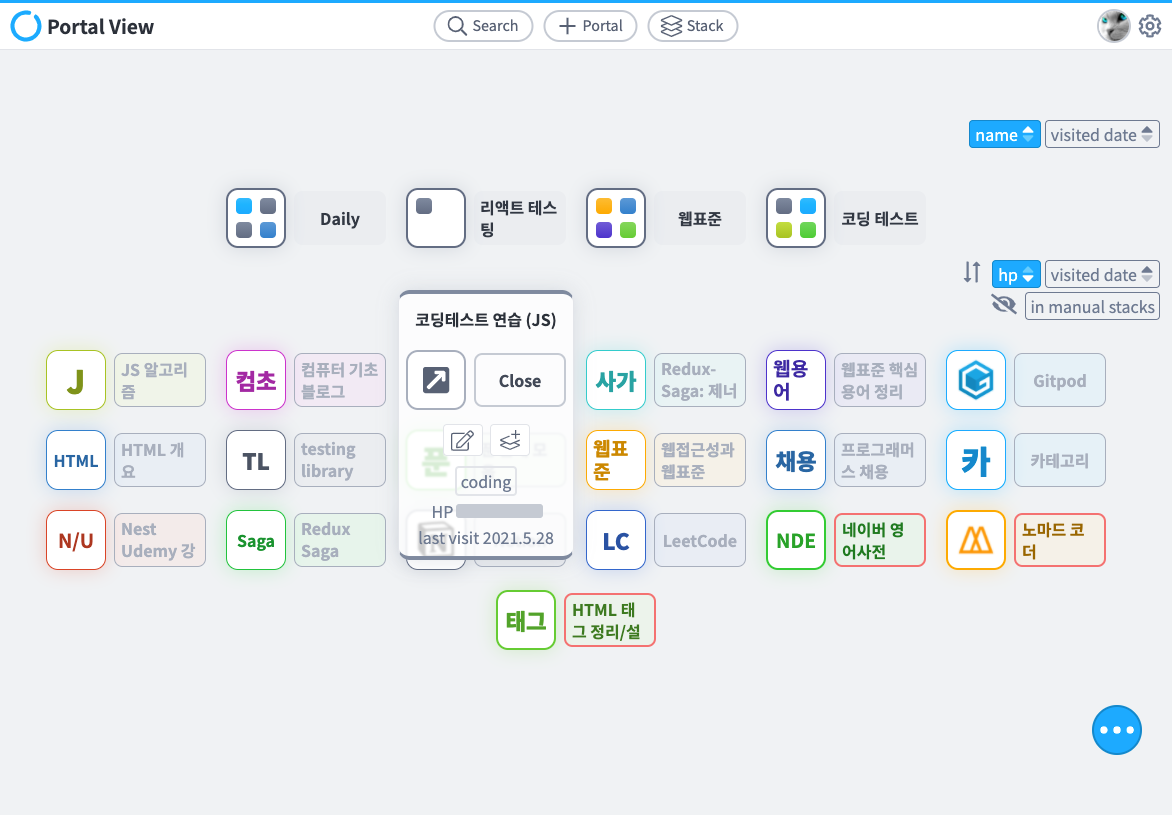 Portal View
Search
Portal
Stack
name
visited date
Daily
리액트 테스
팅
웹표준
코딩 테스트
hp
visited date
in manual stacks
코딩테스트 연습 (JS)
Close
coding
HP
last visit 2021.5.28
J
JS 알고리
즘
컴초
컴퓨터 기초
블로그
사가
Redux-
Saga: 제너
웹용
어
웹표준 핵심
용어 정리
Gitpod
HTML
HTML 개
요
TL
testing
library
푼
모
웹표
준
웹접근성과
웹표준
채용
프로그래머
스 채용
카
카테고리
N/U
Nest
Udemy 강
Saga
Redux
Saga
LC
LeetCode
NDE
네이버 영
어사전
노마드 코
더
태그
HTML 태
그 정리/설